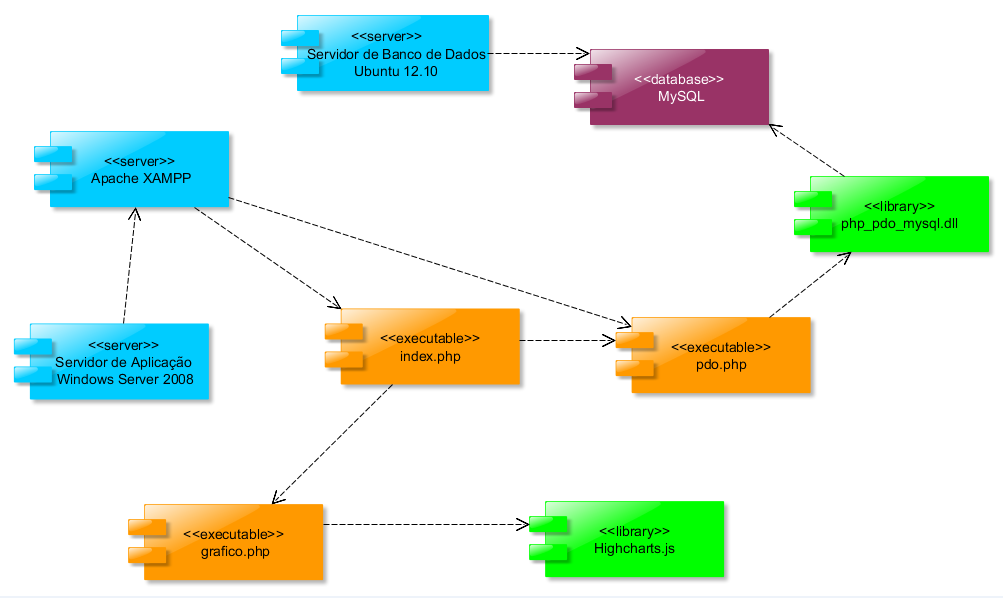 <<server>>
Servidor de Banco de Dados
Ubuntu 12.10
<<database>>
MySQL
<<server>>
Apache XAMPP
<<library>>
php_pdo_mysql.dll
<<server>>
Servidor de Aplicação
Windows Server 2008
<<executable>>
index.php
<<executable>>
pdo.php
<<executable>>
grafico.php
<<library>>
Highcharts.js